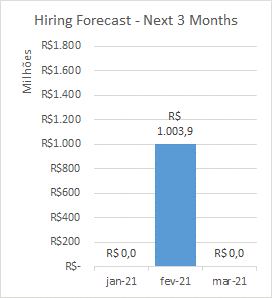 Hiring Forecast - Next 3 Months
Milhões
R$1.800
R$1.600
R$1.400
R$1.200
R$1.000
R$800
R$600
R$400
R$200
R$-
R$
1.003,9
R$ 0,0
R$ 0,0
jan-21
fev-21
mar-21